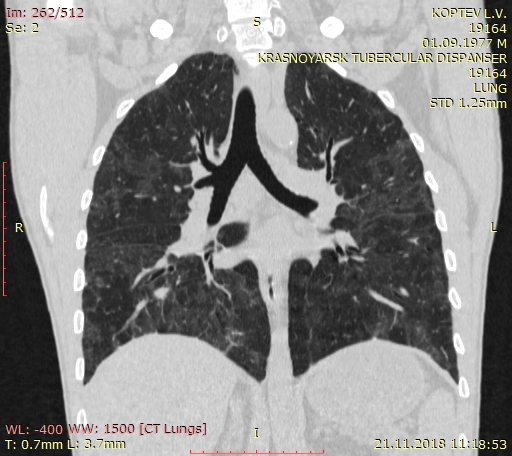 Im: 262/512
Se: 2
S
KOPTEV L.V.
19164
01.09.1977 M
KRASNOYARSK TUBERCULAR DISPANSER
19164
LUNG
STD 1.25mm
R
L
WL: -400 WW: 1500 [CT Lungs]
T: 0.7mm L: 3.7mm
I
21.11.2018 11:18:53